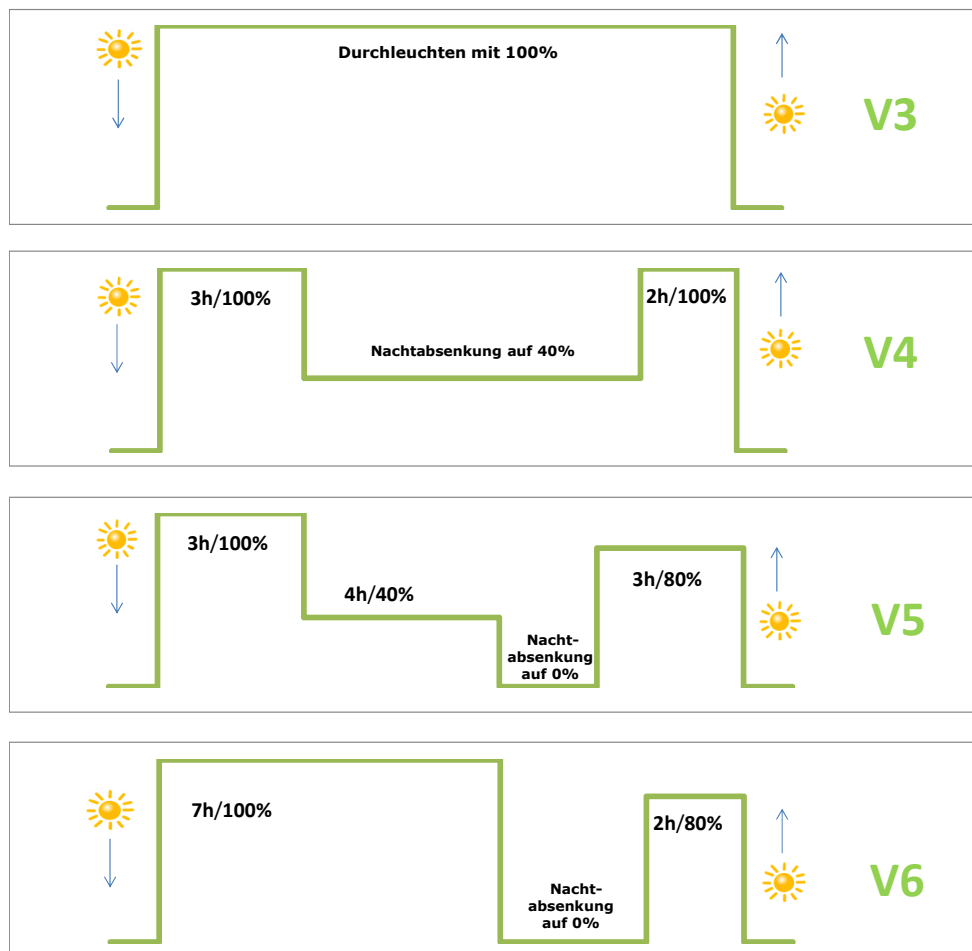 Durchleuchten mit 100%
V3
3h/100%
2h/100%
Nachtabsenkung auf 40%
V4
3h/100%
4h/40%
Nacht-
absenkung
auf 0%
3h/80%
V5
7h/100%
Nacht-
absenkung
auf 0%
2h/80%
V6